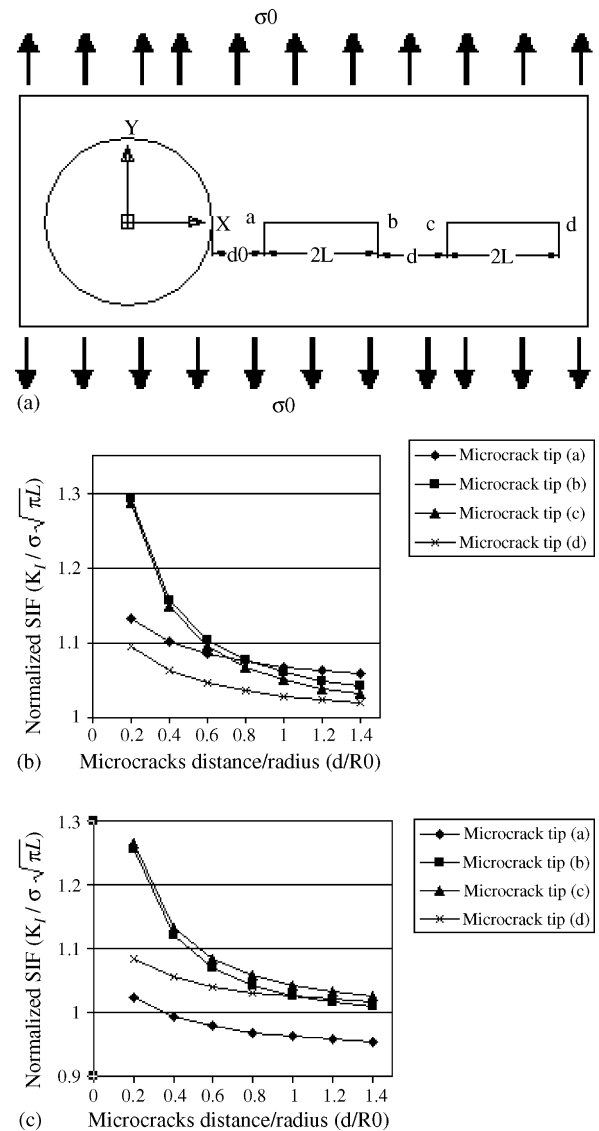 σ0
Y
X
a
b
c
d
d0
2L
d
2L
(a)
σ0
Normalized SIF (K_I / σ √πL)
1.3
1.2
1.1
1
0.2 0.4 0.6 0.8 1 1.2 1.4
Microcracks distance/radius (d/R0)
(b)
Microcrack tip (a)
Microcrack tip (b)
Microcrack tip (c)
Microcrack tip (d)
Normalized SIF (K_I / σ √πL)
1.3
1.2
1.1
1
0.9
0.2 0.4 0.6 0.8 1 1.2 1.4
Microcracks distance/radius (d/R0)
(c)
Microcrack tip (a)
Microcrack tip (b)
Microcrack tip (c)
Microcrack tip (d)